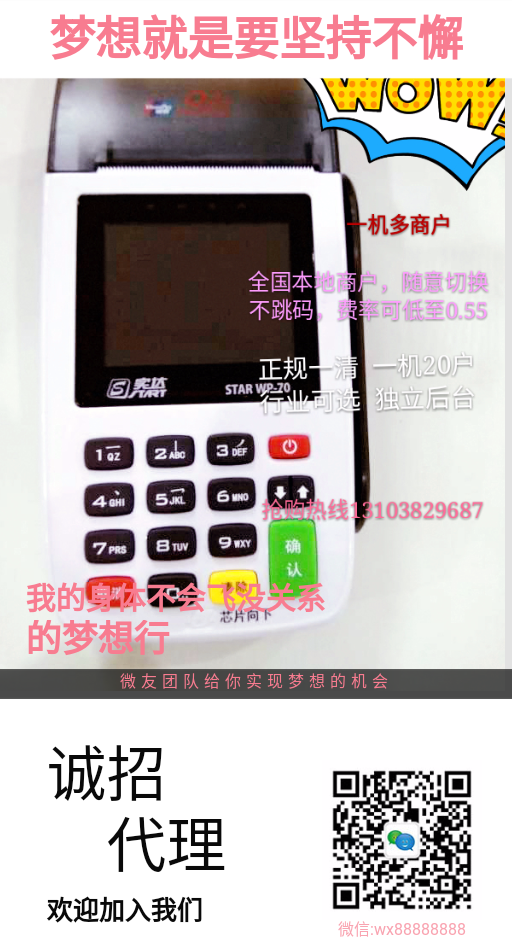 梦想就是要坚持不懈
WOW!
一机多商户
全国本地商户，随意切换
不跳码，费率可低至0.55
正规一清 一机20户
行业可选 独立后台
实达
START
STAR WP-70
1 QZ
2 ABC
3 DEF
4 GHI
5 JKL
6 MNO
抢购热线13103829687
7 PRS
8 TUV
9 WXY
确认
我的身体不会飞没关系
的梦想行
芯片向下
微友团队给你实现梦想的机会
诚招
代理
欢迎加入我们
微信:wx88888888